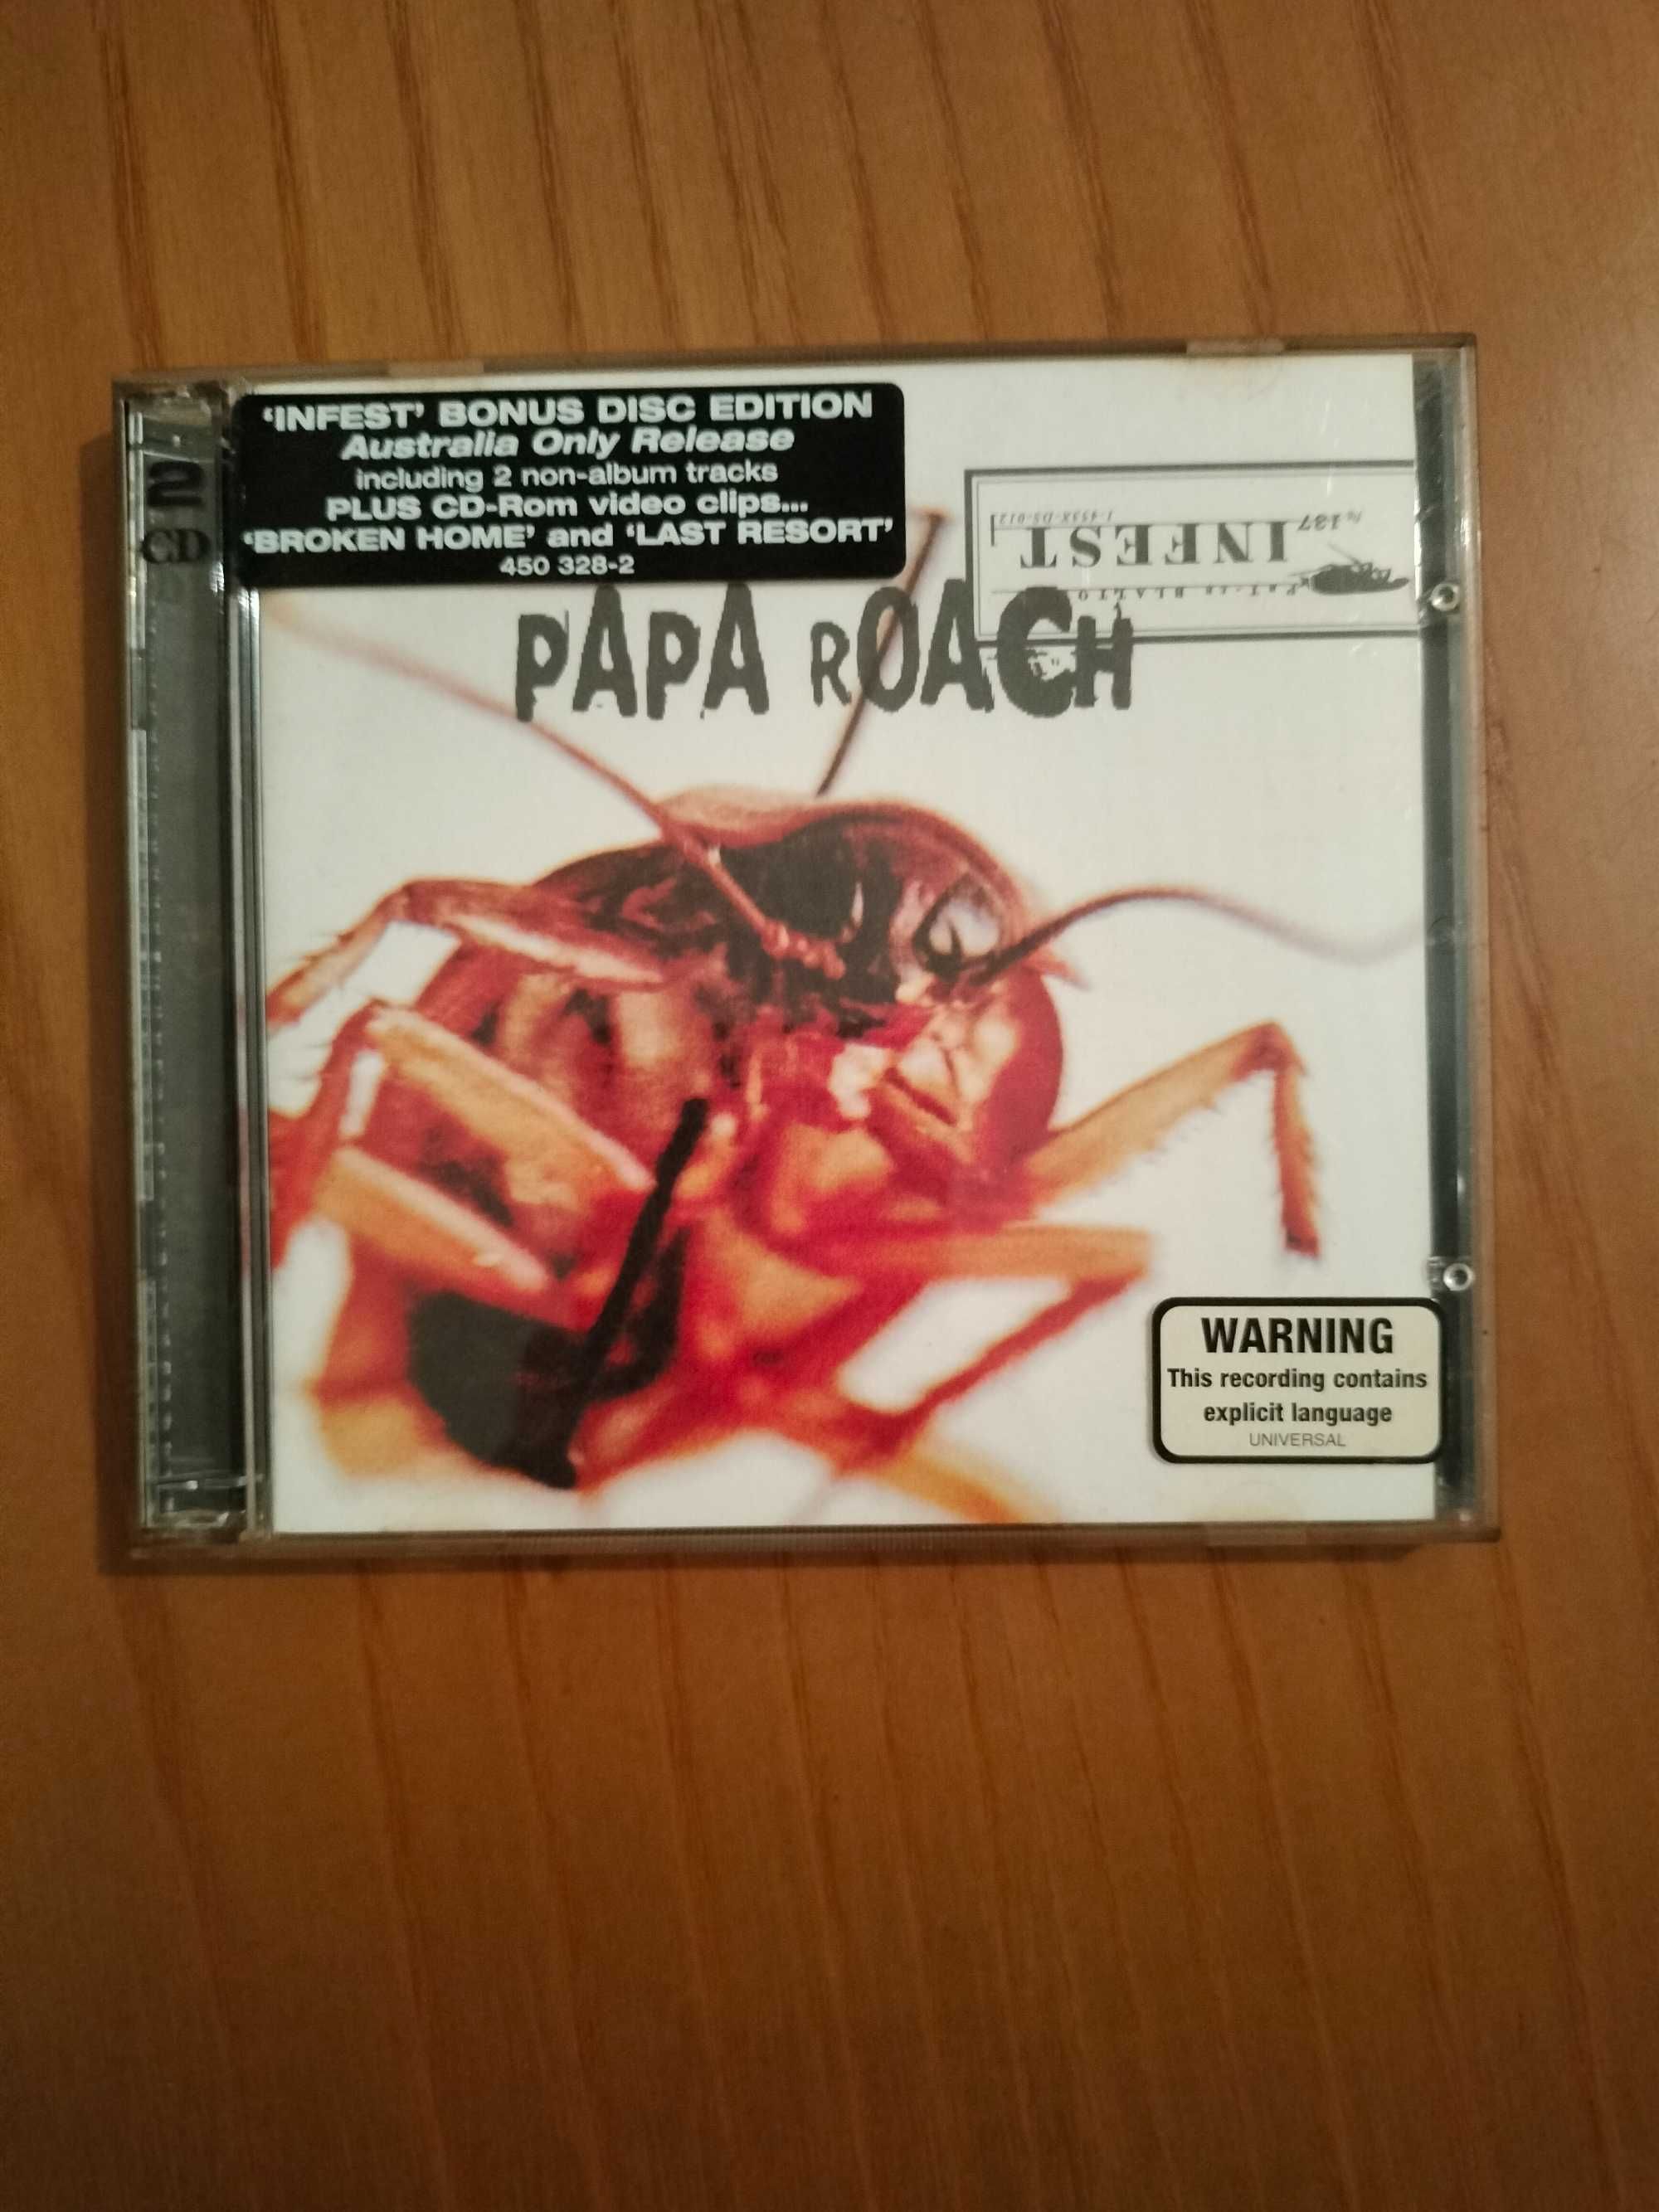 'INFEST' BONUS DISC EDITION
Australia Only Release
including 2 non-album tracks
PLUS CD-Rom video clips...
'BROKEN HOME' and 'LAST RESORT'
450 328-2
2
CD
137
INFEST
PAPA ROACH
WARNING
This recording contains
explicit language
UNIVERSAL